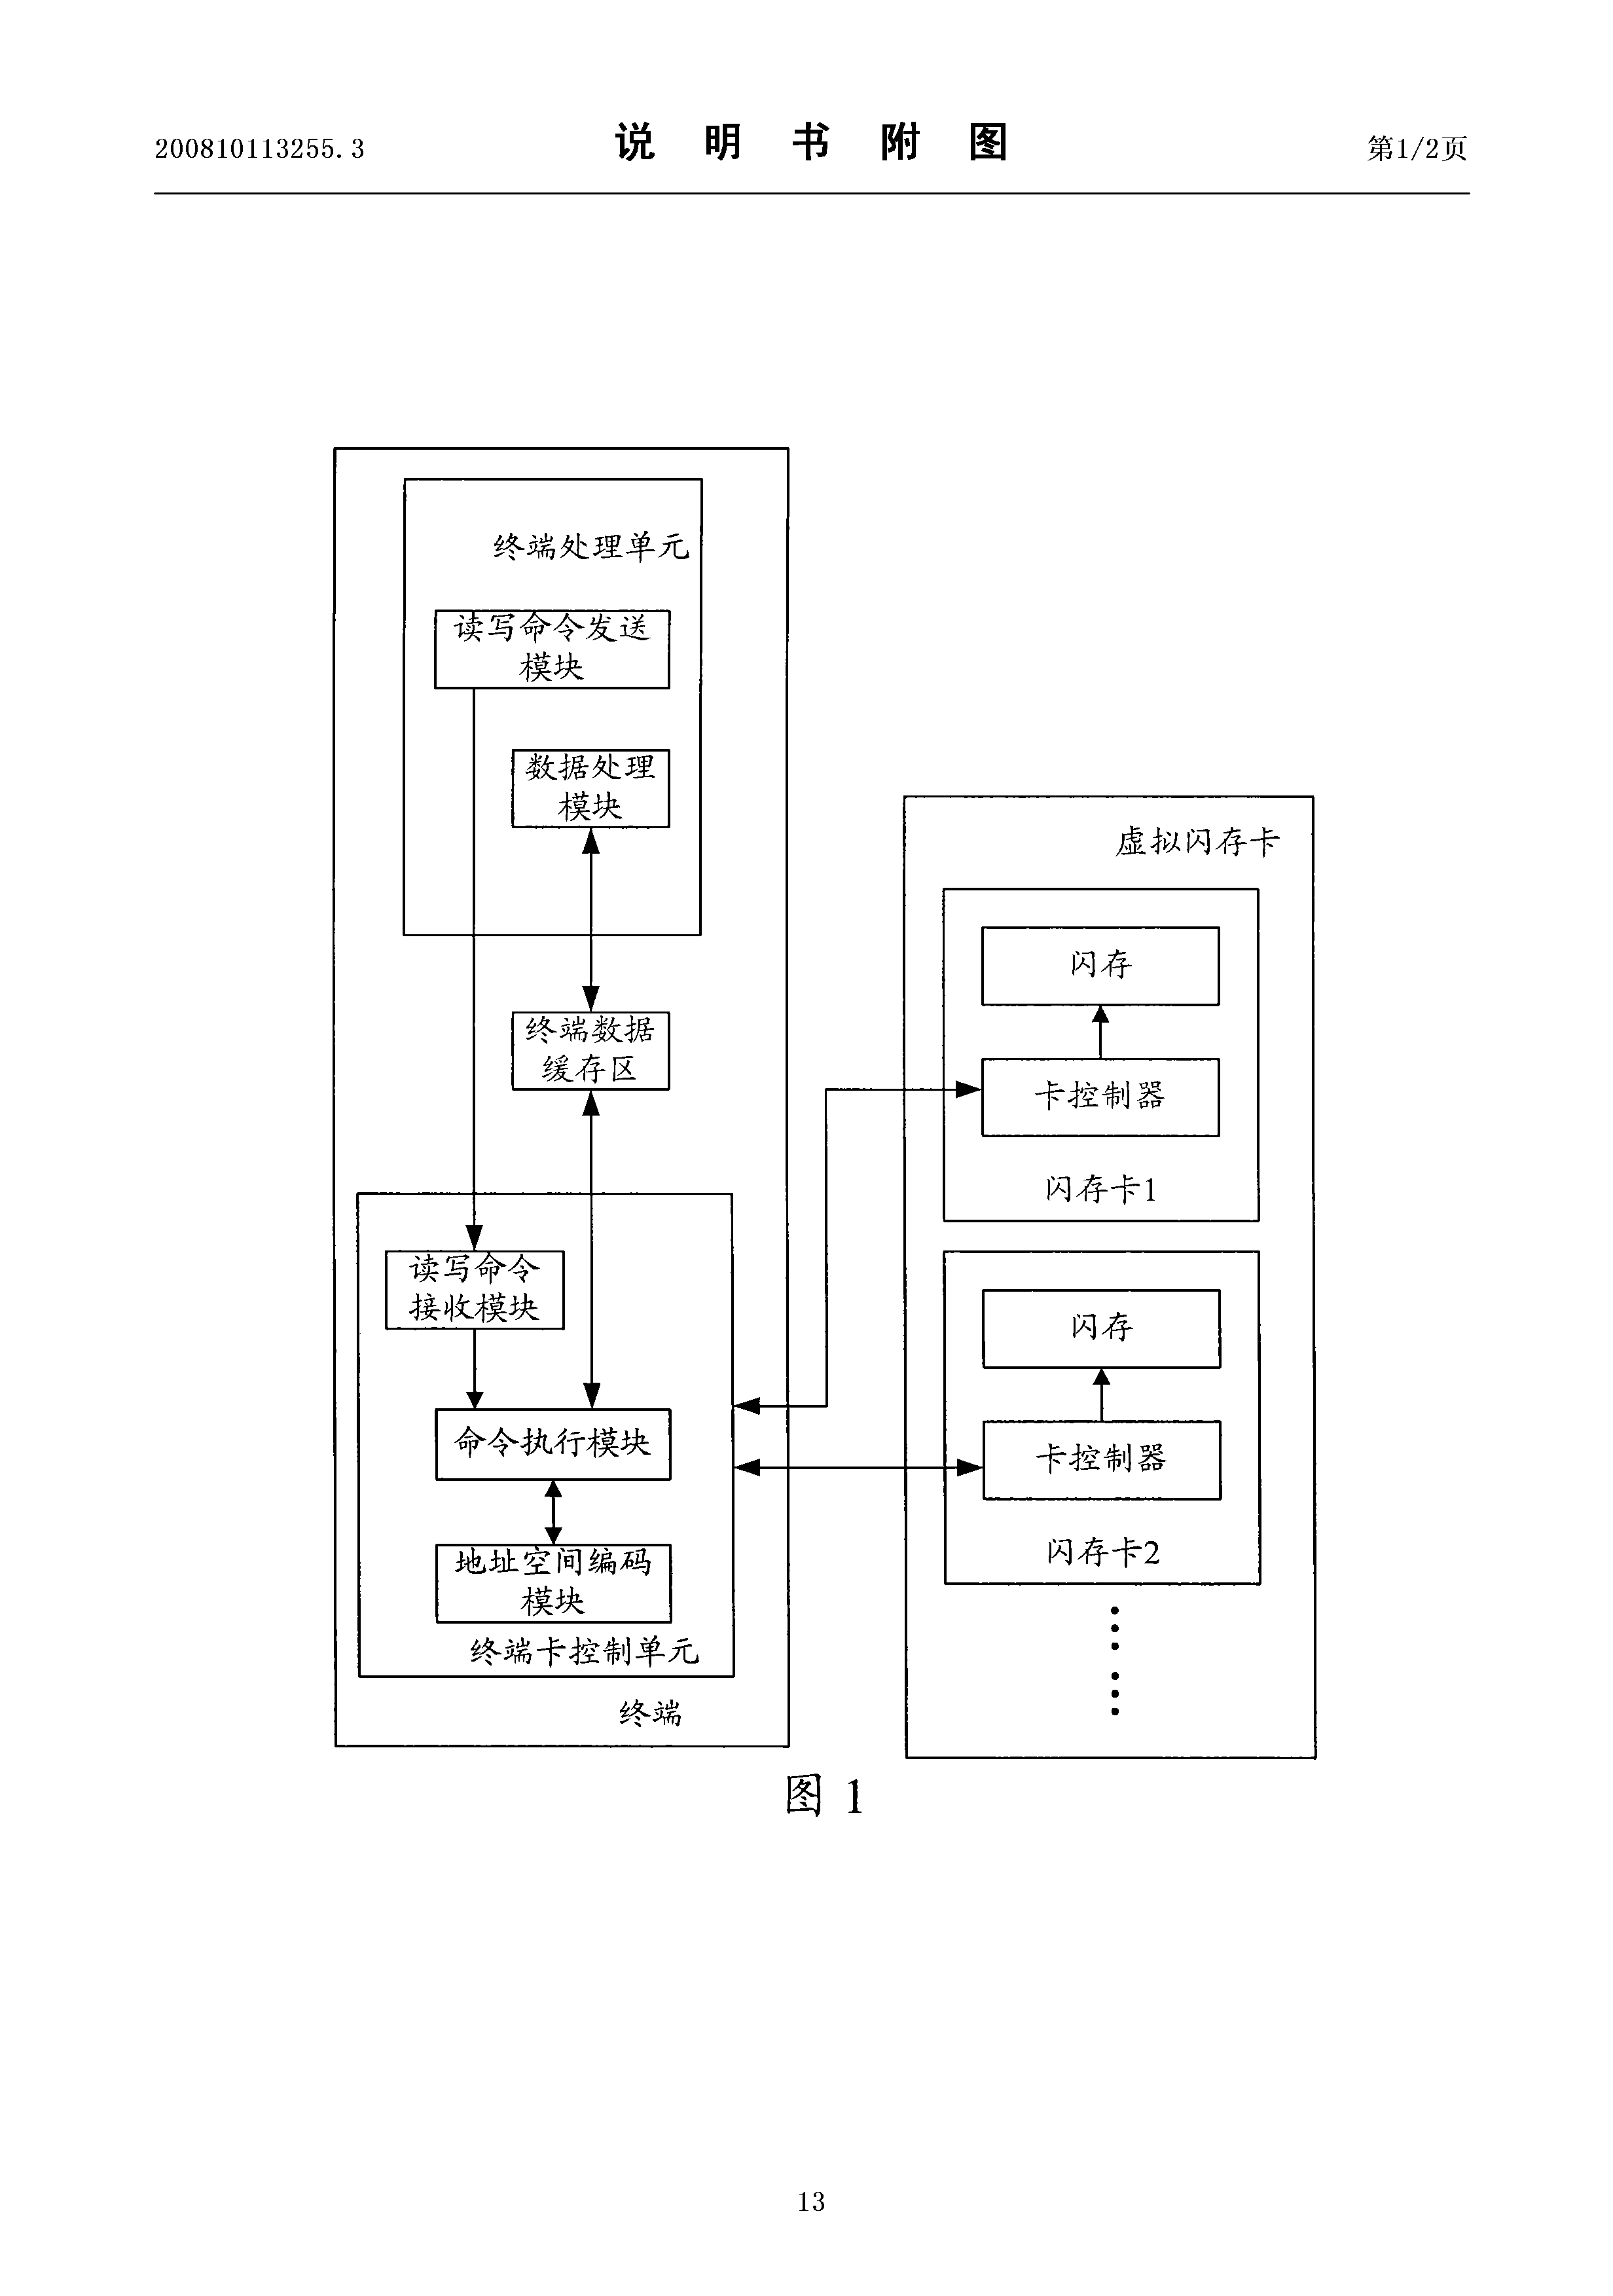 200810113255.3
说明书附图
第1/2页
终端处理单元
读写命令发送
模块
数据处理
模块
终端数据
缓存区
读写命令
接收模块
命令执行模块
地址空间编码
模块
终端卡控制单元
终端
虚拟闪存卡
闪存
卡控制器
闪存卡1
闪存
卡控制器
闪存卡2
图 1
13